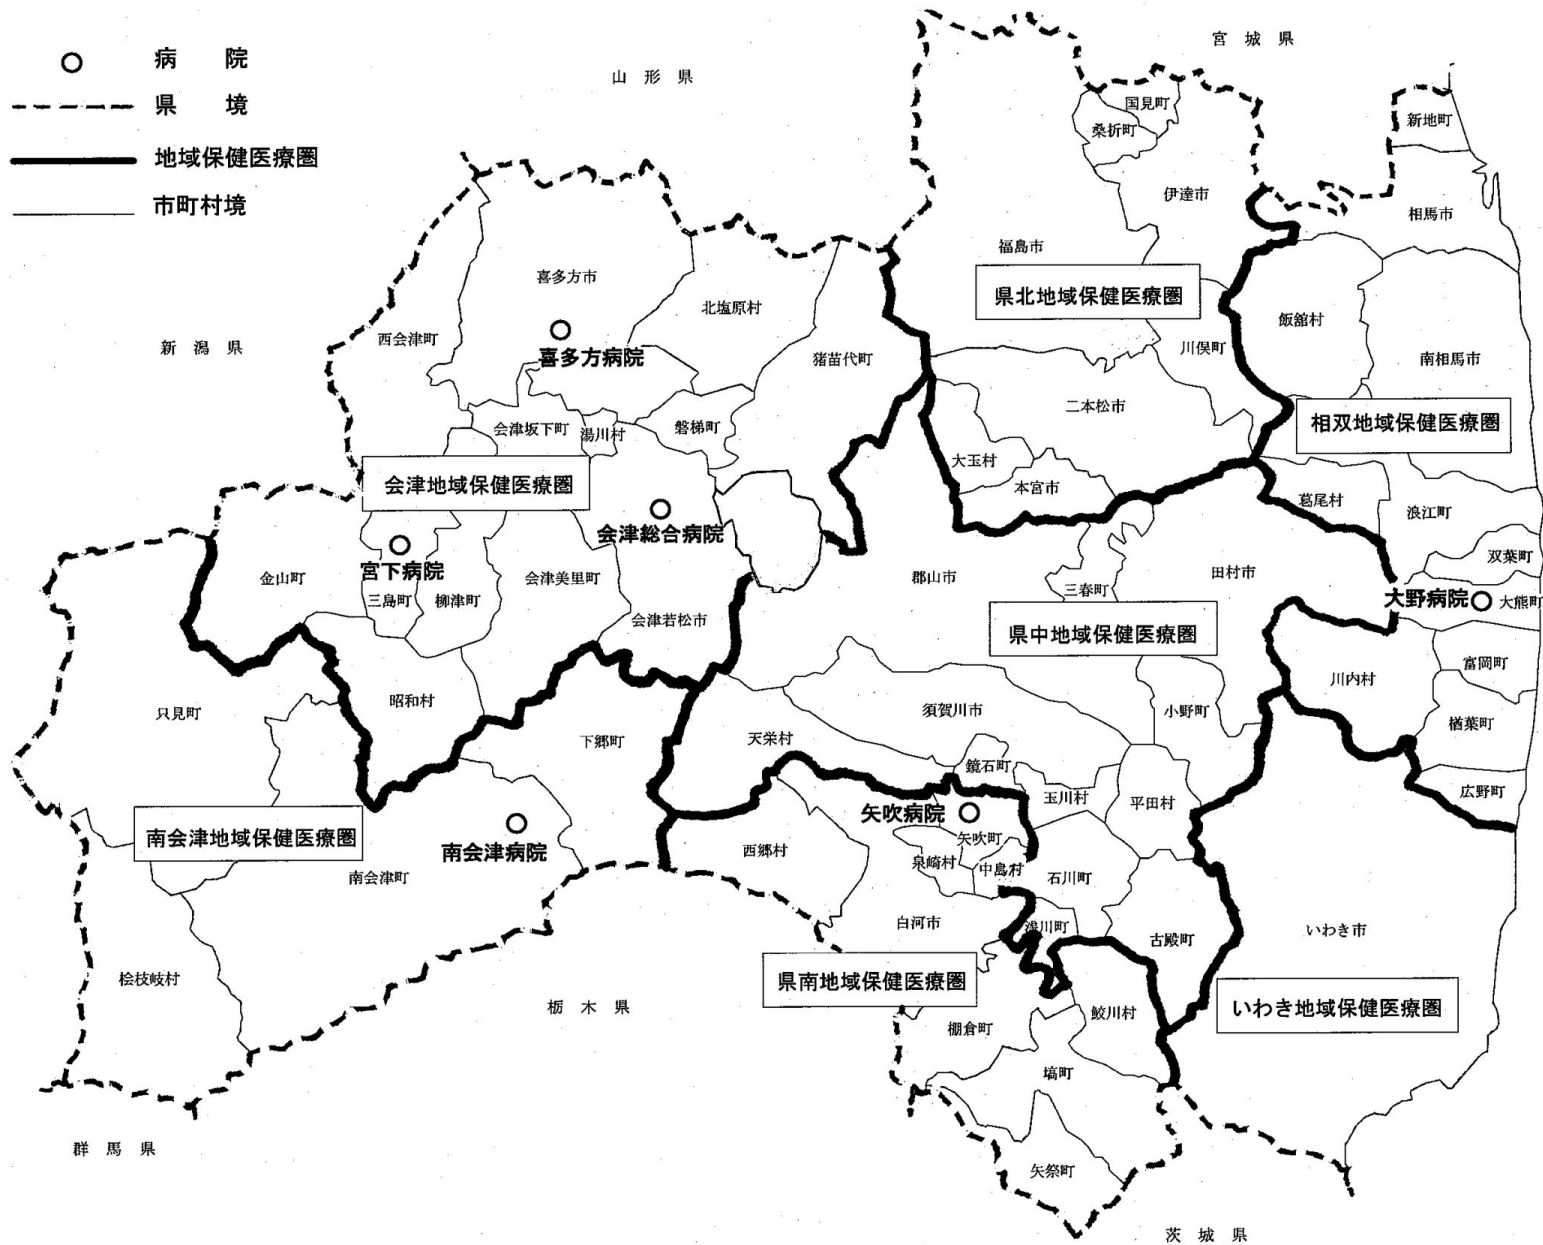 病　院
県　境
地域保健医療圏
市町村境
山形県
宮城県
新潟県
国見町
桑折町
新地町
伊達市
相馬市
福島市
県北地域保健医療圏
喜多方市
北塩原村
西会津町
喜多方病院
猪苗代町
川俣町
飯舘村
南相馬市
二本松市
相双地域保健医療圏
会津坂下町
湯川村
磐梯町
大玉村
本宮市
会津地域保健医療圏
葛尾村
浪江町
会津総合病院
双葉町
宮下病院
金山町
三島町
柳津町
会津美里町
会津若松市
郡山市
三春町
田村市
大野病院
大熊町
県中地域保健医療圏
富岡町
川内村
楢葉町
只見町
昭和村
下郷町
天栄村
須賀川市
小野町
鏡石町
広野町
玉川村
平田村
矢吹病院
矢吹町
南会津地域保健医療圏
南会津病院
西郷村
泉崎村
中島村
石川町
南会津町
白河市
浅川町
古殿町
いわき市
県南地域保健医療圏
桧枝岐村
栃木県
いわき地域保健医療圏
棚倉町
鮫川村
塙町
群馬県
矢祭町
茨城県